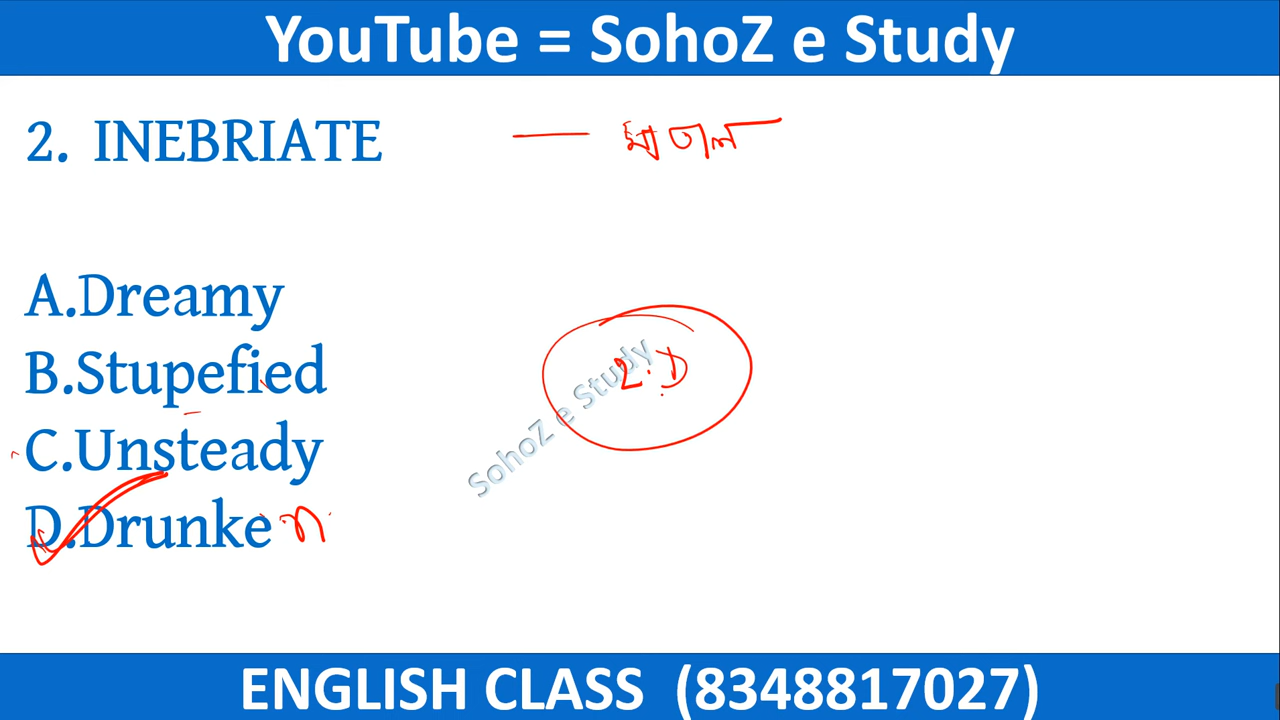 YouTube = SohoZ e Study
2. INEBRIATE — মাতাল
A.Dreamy
B.Stupefied
C.Unsteady
D.Drunken
2.D
SohoZ e Study
ENGLISH CLASS (8348817027)